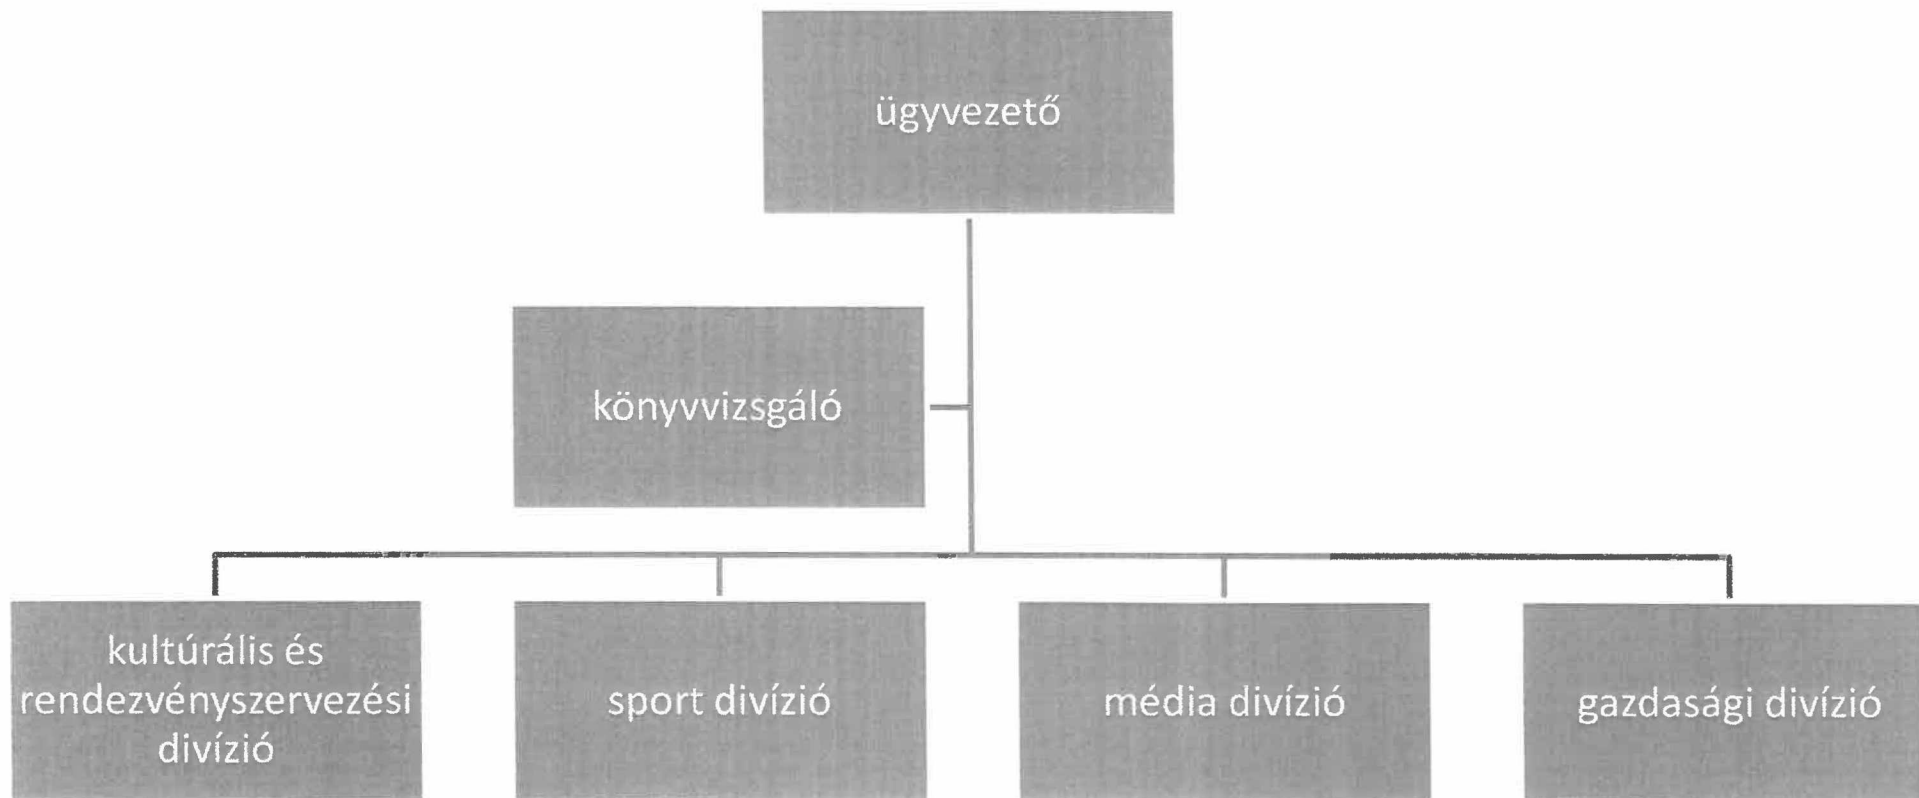 ügyvezető
könyvvizsgáló
kultúrális és
rendezvényszervezési
divízió
sport divízió
média divízió
gazdasági divízió